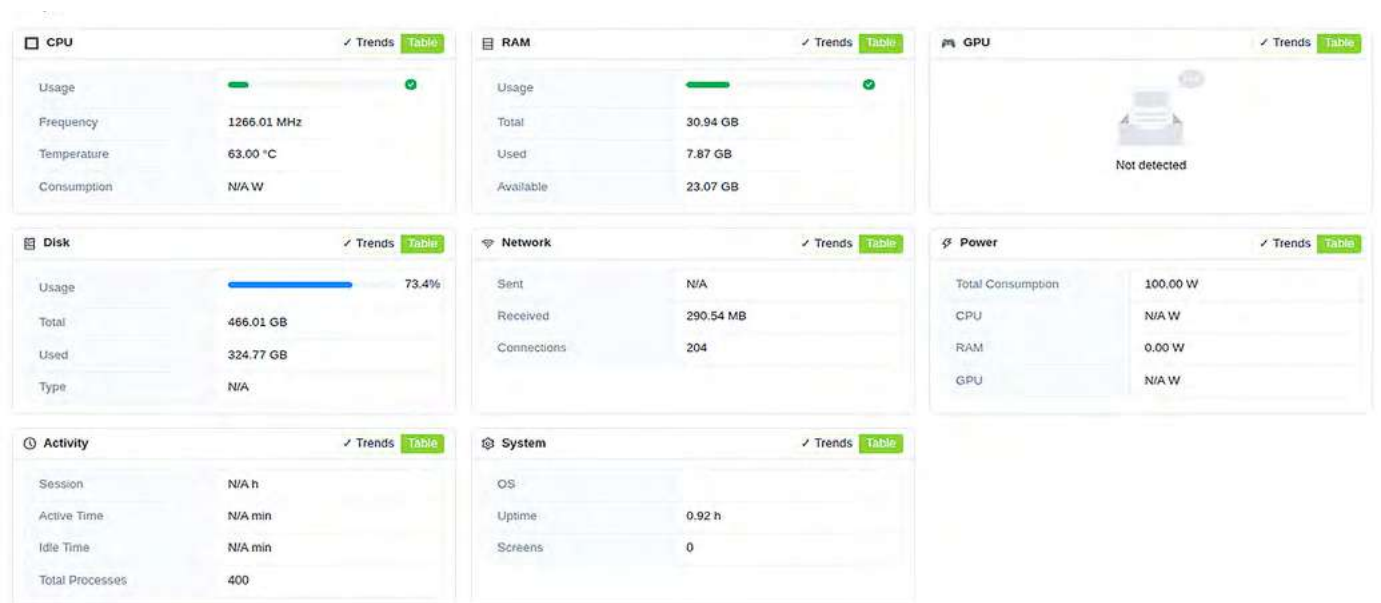 CPU
✓ Trends Table
Usage
Frequency 1266.01 MHz
Temperature 63.00 °C
Consumption N/A W
RAM
✓ Trends Table
Usage
Total 30.94 GB
Used 7.87 GB
Available 23.07 GB
GPU
✓ Trends Table
Not detected
Disk
✓ Trends Table
Usage 73.4%
Total 466.01 GB
Used 324.77 GB
Type N/A
Network
✓ Trends Table
Sent N/A
Received 290.54 MB
Connections 204
Power
✓ Trends Table
Total Consumption 100.00 W
CPU N/A W
RAM 0.00 W
GPU N/A W
Activity
✓ Trends Table
Session N/A h
Active Time N/A min
Idle Time N/A min
Total Processes 400
System
✓ Trends Table
OS
Uptime 0.92 h
Screens 0